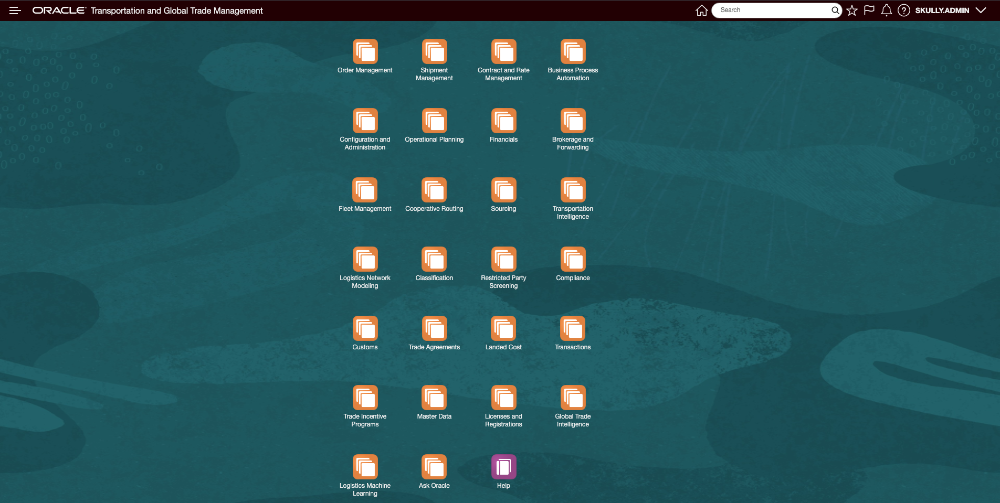 ORACLE Transportation and Global Trade Management
Search
SKULLY.ADMIN
Order Management
Shipment
Management
Contract and Rate
Management
Business Process
Automation
Configuration and
Administration
Operational Planning
Financials
Brokerage and
Forwarding
Fleet Management
Cooperative Routing
Sourcing
Transportation
Intelligence
Logistics Network
Modeling
Classification
Restricted Party
Screening
Compliance
Customs
Trade Agreements
Landed Cost
Transactions
Trade Incentive
Programs
Master Data
Licenses and
Registrations
Global Trade
Intelligence
Logistics Machine
Learning
Ask Oracle
Help